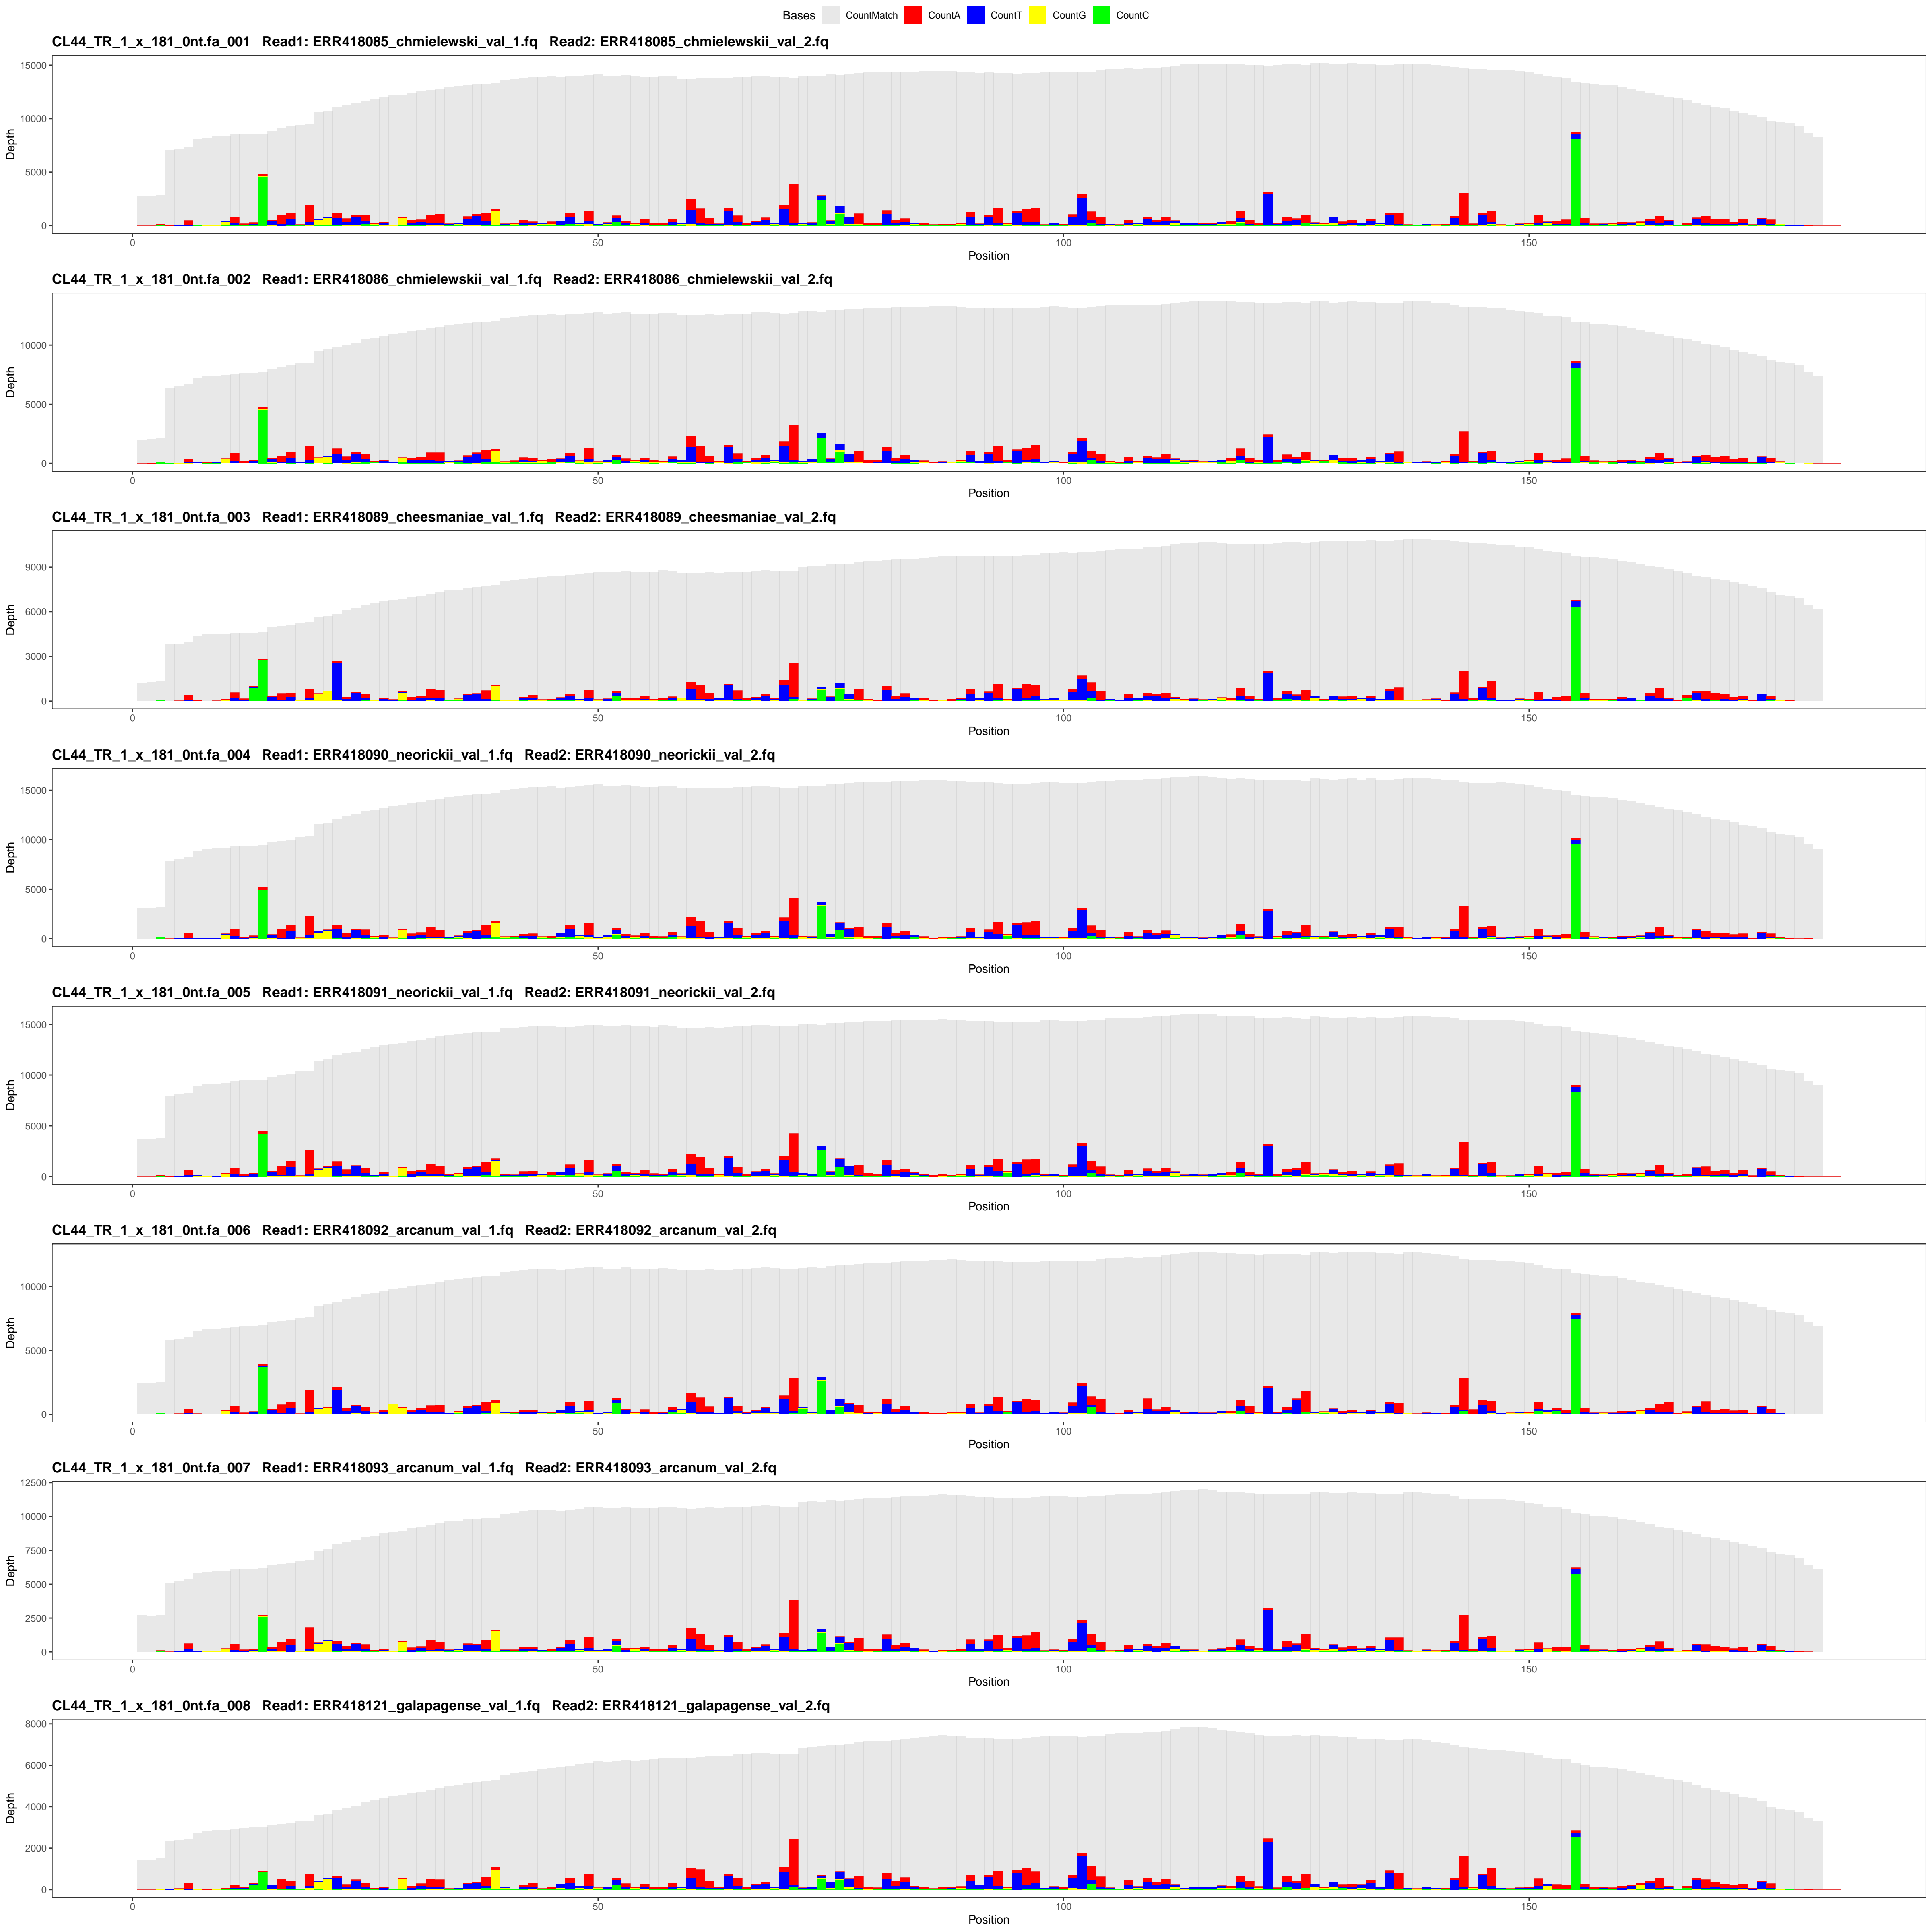 Bases CountMatch CountA CountT CountG CountC
CL44_TR_1_x_181_0nt.fa_001 Read1: ERR418085_chmielewski_val_1.fq Read2: ERR418085_chmielewskii_val_2.fq
15000
10000
5000
0
Depth
0 50 100 150
Position
CL44_TR_1_x_181_0nt.fa_002 Read1: ERR418086_chmielewskii_val_1.fq Read2: ERR418086_chmielewskii_val_2.fq
10000
5000
0
Depth
0 50 100 150
Position
CL44_TR_1_x_181_0nt.fa_003 Read1: ERR418089_cheesmaniae_val_1.fq Read2: ERR418089_cheesmaniae_val_2.fq
9000
6000
3000
0
Depth
0 50 100 150
Position
CL44_TR_1_x_181_0nt.fa_004 Read1: ERR418090_neorickii_val_1.fq Read2: ERR418090_neorickii_val_2.fq
15000
10000
5000
0
Depth
0 50 100 150
Position
CL44_TR_1_x_181_0nt.fa_005 Read1: ERR418091_neorickii_val_1.fq Read2: ERR418091_neorickii_val_2.fq
15000
10000
5000
0
Depth
0 50 100 150
Position
CL44_TR_1_x_181_0nt.fa_006 Read1: ERR418092_arcanum_val_1.fq Read2: ERR418092_arcanum_val_2.fq
10000
5000
0
Depth
0 50 100 150
Position
CL44_TR_1_x_181_0nt.fa_007 Read1: ERR418093_arcanum_val_1.fq Read2: ERR418093_arcanum_val_2.fq
12500
10000
7500
5000
2500
0
Depth
0 50 100 150
Position
CL44_TR_1_x_181_0nt.fa_008 Read1: ERR418121_galapagense_val_1.fq Read2: ERR418121_galapagense_val_2.fq
8000
6000
4000
2000
0
Depth
0 50 100 150
Position